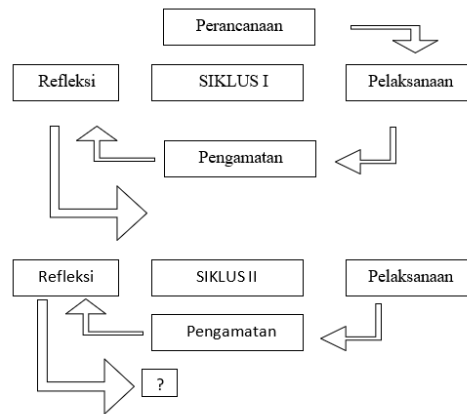 Perancanaan
Refleksi
SIKLUS I
Pelaksanaan
Pengamatan
Refleksi
SIKLUS II
Pelaksanaan
Pengamatan
?